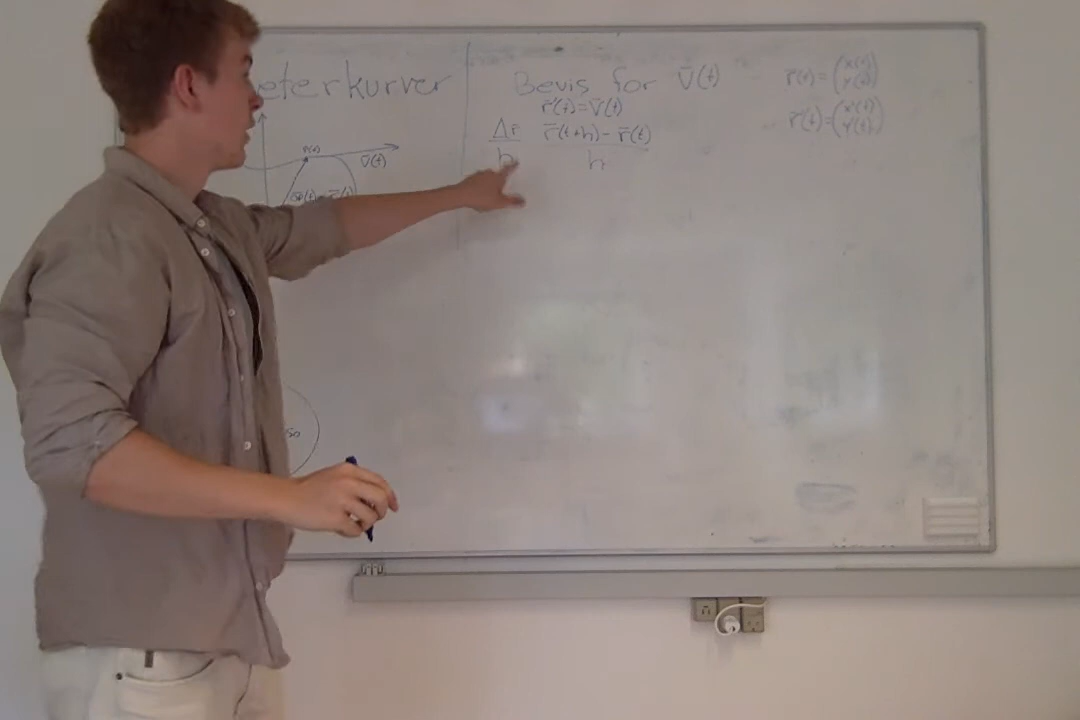 eterkurver
v̄(t)
Bevis for v̄(t)
r̄'(t) = v̄(t)
Δr̄/h r̄(t+h) - r̄(t)/h
r̄(t) = (x(t) y(t))
r̄'(t) = (x'(t) y'(t))